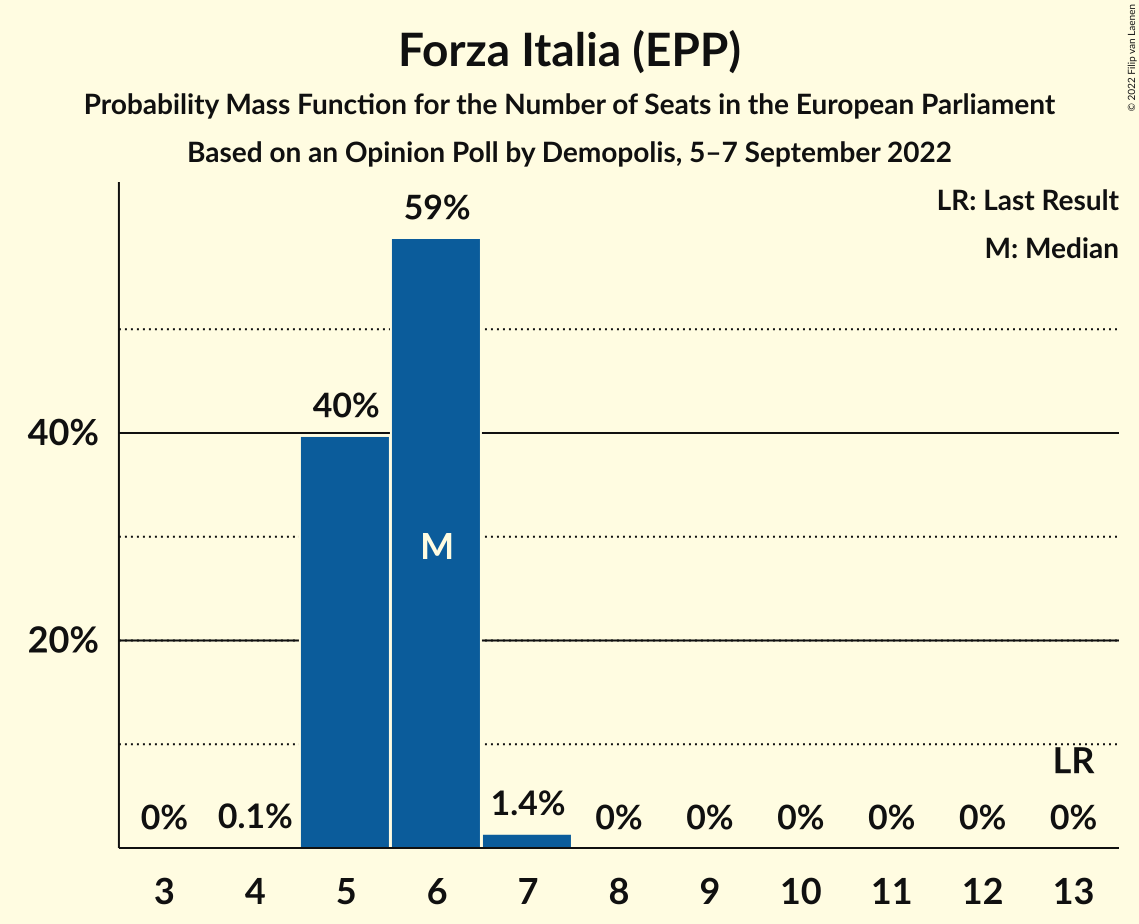 Forza Italia (EPP)
Probability Mass Function for the Number of Seats in the European Parliament
Based on an Opinion Poll by Demopolis, 5–7 September 2022
© 2022 Filip van Laenen
LR: Last Result
M: Median
59%
40%
40%
M
20%
LR
0%
0.1%
1.4%
0%
0%
0%
0%
0%
0%
3 4 5 6 7 8 9 10 11 12 13